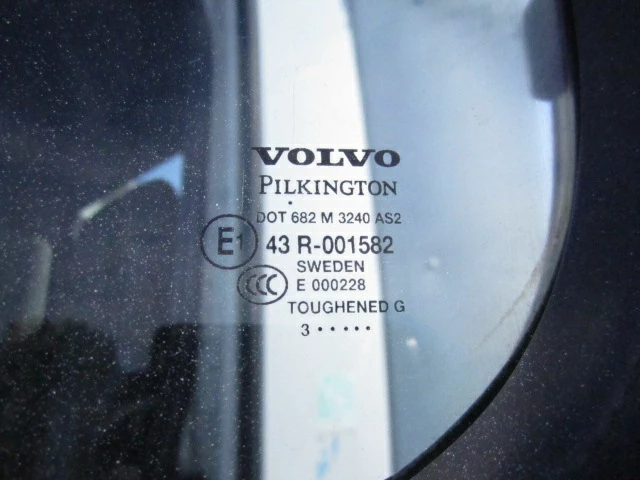 VOLVO
PILKINGTON
DOT 682 M 3240 AS2
E1 43 R-001582
SWEDEN
CCC E 000228
TOUGHENED G
3 •••••